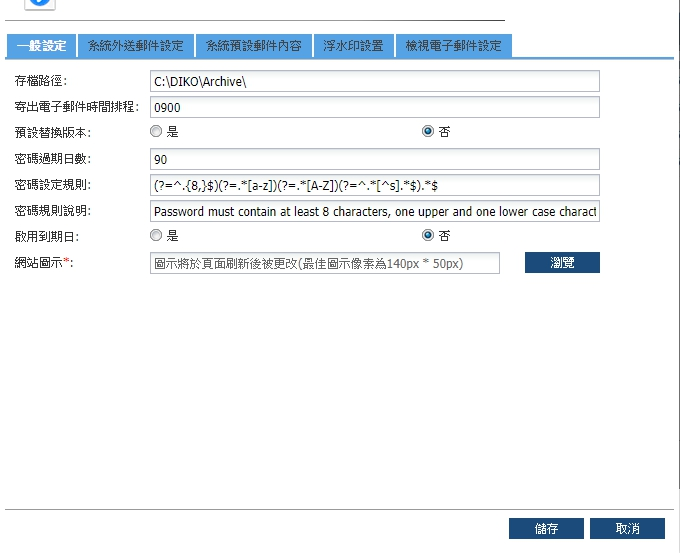 一般設定 系統外送郵件設定 系統預設郵件內容 浮水印設置 檢視電子郵件設定
存檔路徑: C:\DIKO\Archive\
寄出電子郵件時間排程: 0900
預設替換版本: 是 否
密碼過期日數: 90
密碼設定規則: (?=^.{8,}$)(?=.*[a-z])(?=.*[A-Z])(?=^.*[^s].*$).*$
密碼規則說明: Password must contain at least 8 characters, one upper and one lower case charact
啟用到期日: 是 否
網站圖示*: 圖示將於頁面刷新後被更改(最佳圖示像素為140px * 50px) 瀏覽
儲存 取消